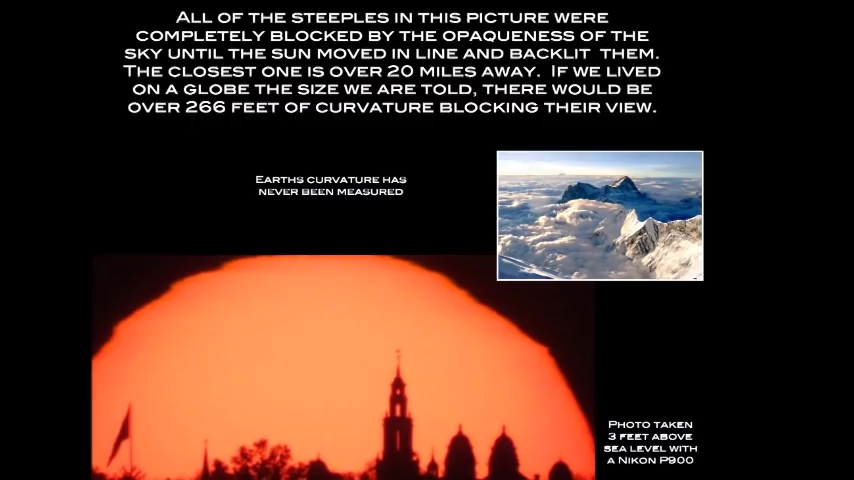 ALL OF THE STEEPLES IN THIS PICTURE WERE
COMPLETELY BLOCKED BY THE OPAQUENESS OF THE
SKY UNTIL THE SUN MOVED IN LINE AND BACKLIT THEM.
THE CLOSEST ONE IS OVER 20 MILES AWAY. IF WE LIVED
ON A GLOBE THE SIZE WE ARE TOLD, THERE WOULD BE
OVER 266 FEET OF CURVATURE BLOCKING THEIR VIEW.
EARTHS CURVATURE HAS
NEVER BEEN MEASURED
PHOTO TAKEN
3 FEET ABOVE
SEA LEVEL WITH
A NIKON P900